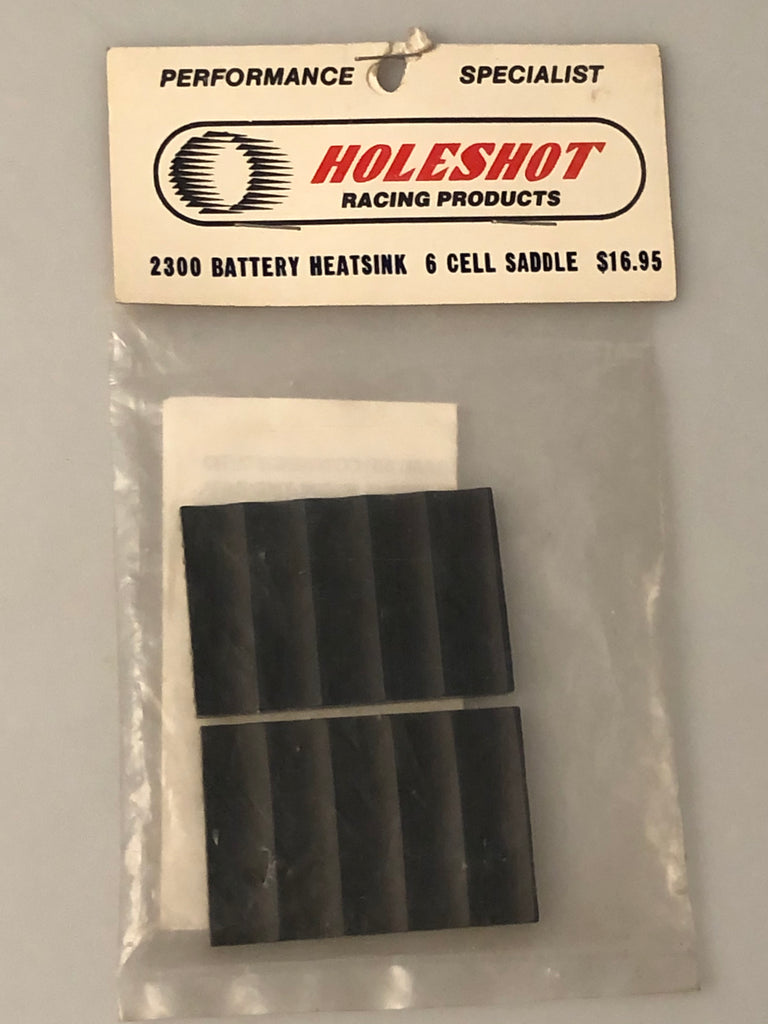 PERFORMANCE SPECIALIST
HOLESHOT
RACING PRODUCTS
2300 BATTERY HEATSINK 6 CELL SADDLE $16.95